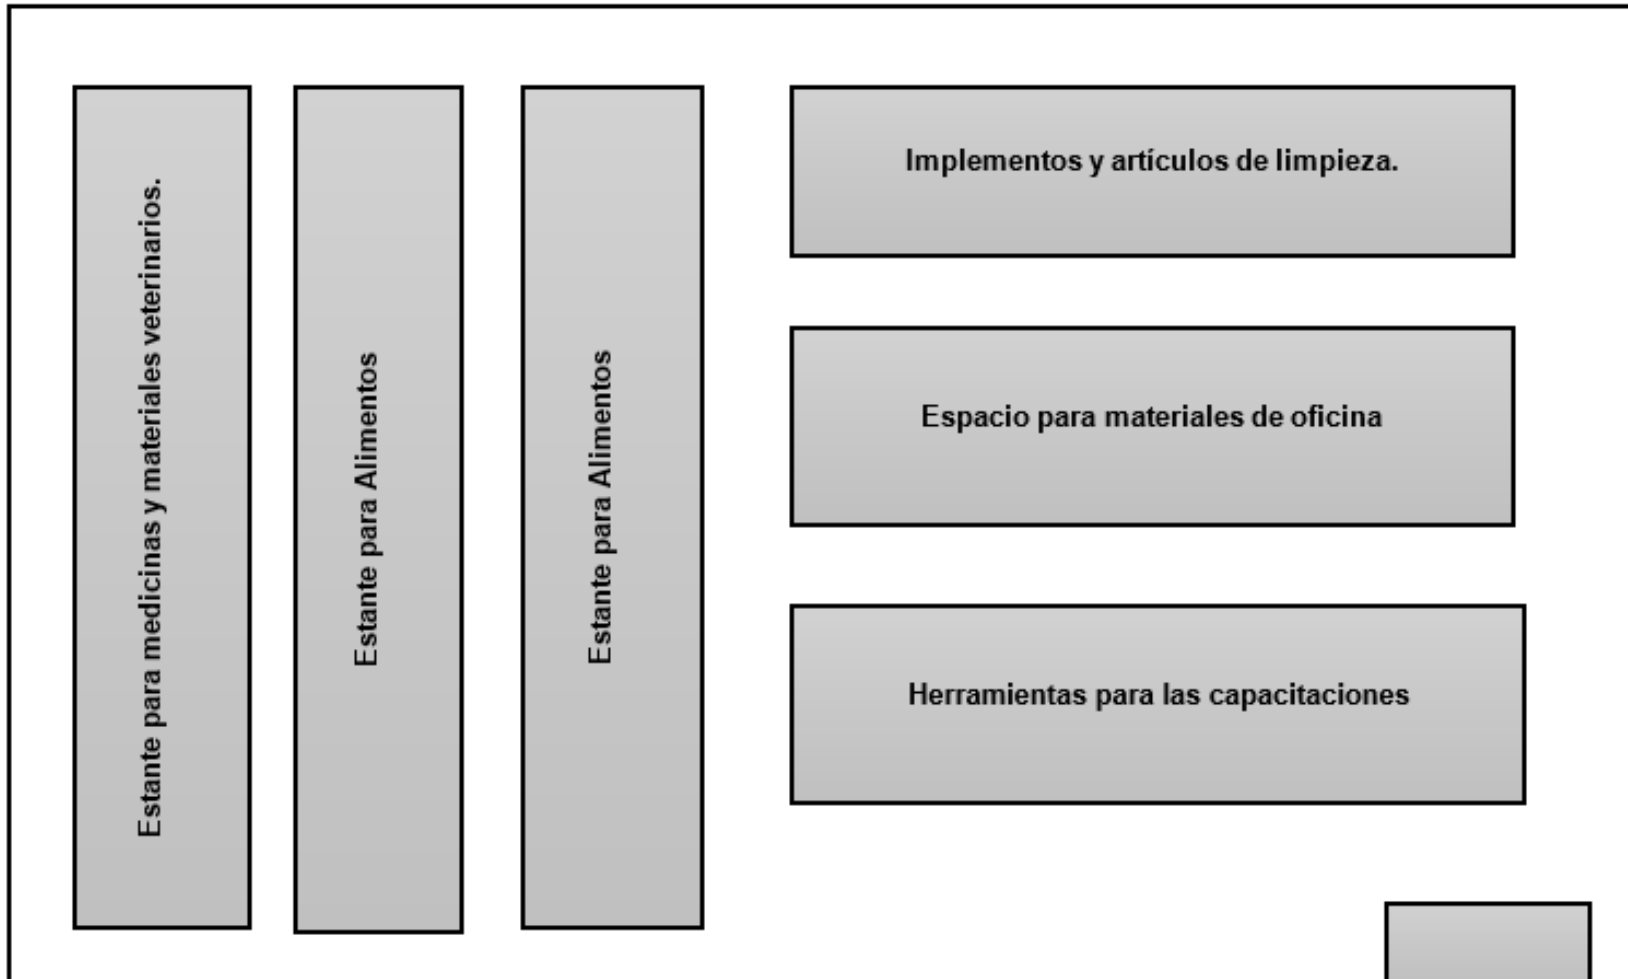 Estante para medicinas y materiales veterinarios.
Estante para Alimentos
Estante para Alimentos
Implementos y artículos de limpieza.
Espacio para materiales de oficina
Herramientas para las capacitaciones